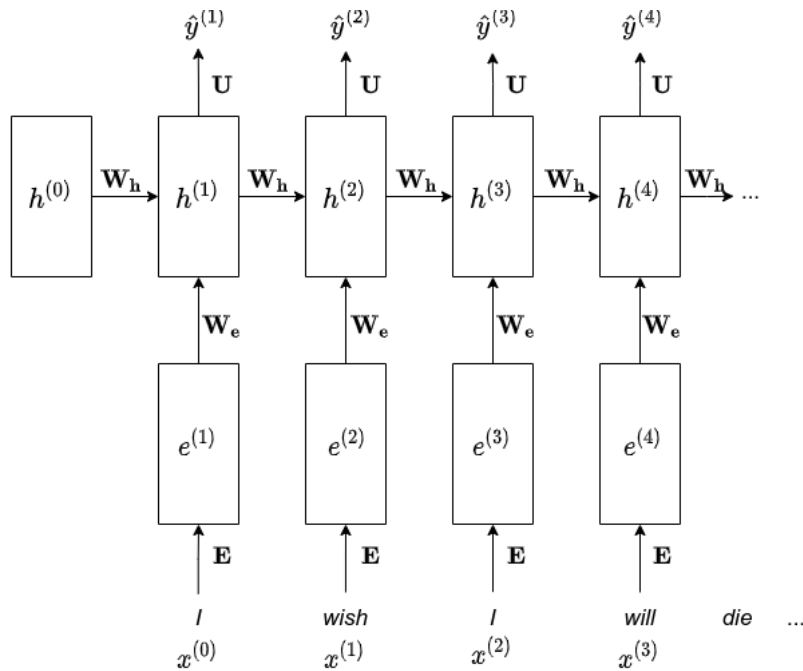 ŷ⁽¹⁾ ŷ⁽²⁾ ŷ⁽³⁾ ŷ⁽⁴⁾
U U U U
W_h W_h W_h W_h W_h
h⁽⁰⁾ h⁽¹⁾ h⁽²⁾ h⁽³⁾ h⁽⁴⁾ ...
W_e W_e W_e W_e
e⁽¹⁾ e⁽²⁾ e⁽³⁾ e⁽⁴⁾
E E E E
I wish I will die ...
x⁽⁰⁾ x⁽¹⁾ x⁽²⁾ x⁽³⁾